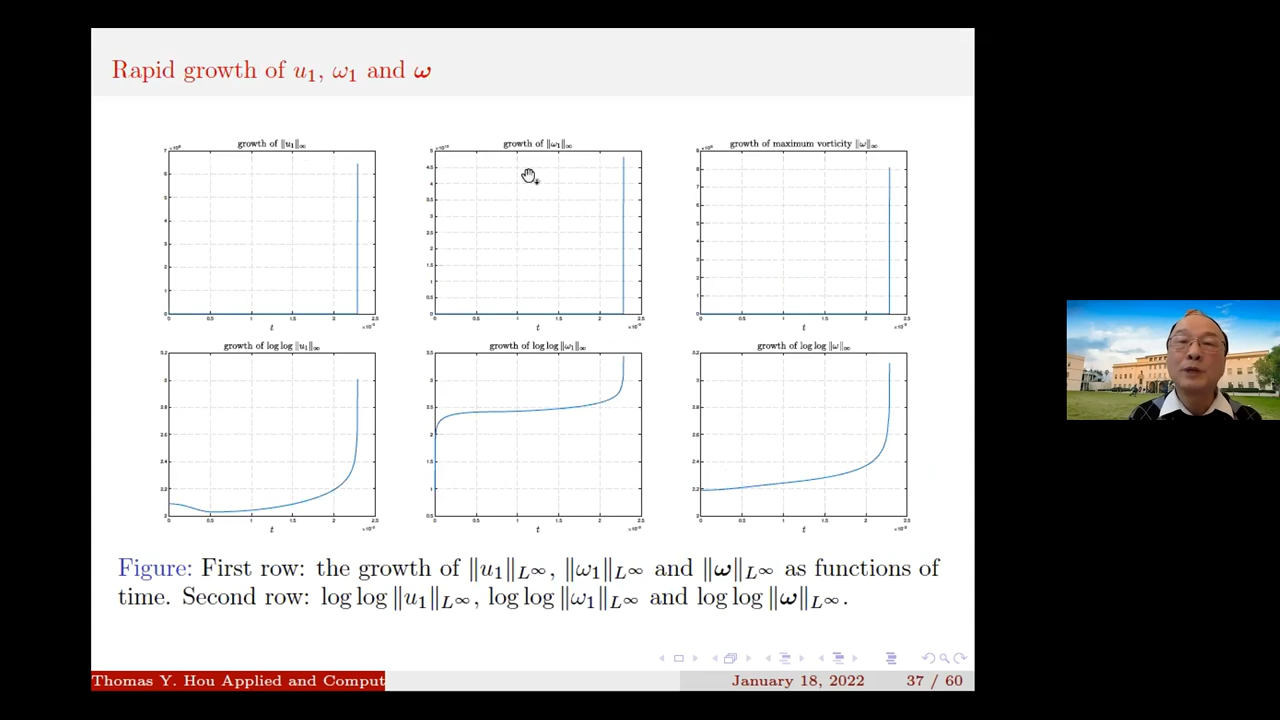 Rapid growth of u₁, ω₁ and ω
growth of ‖u₁‖∞
growth of ‖ω₁‖∞
growth of maximum vorticity ‖ω‖∞
t
t
t
growth of log log ‖u₁‖∞
growth of log log ‖ω₁‖∞
growth of log log ‖ω‖∞
t
t
t
Figure: First row: the growth of ‖u₁‖L∞, ‖ω₁‖L∞ and ‖ω‖L∞ as functions of
time. Second row: log log ‖u₁‖L∞, log log ‖ω₁‖L∞ and log log ‖ω‖L∞.
Thomas Y. Hou Applied and Comput
January 18, 2022 37 / 60